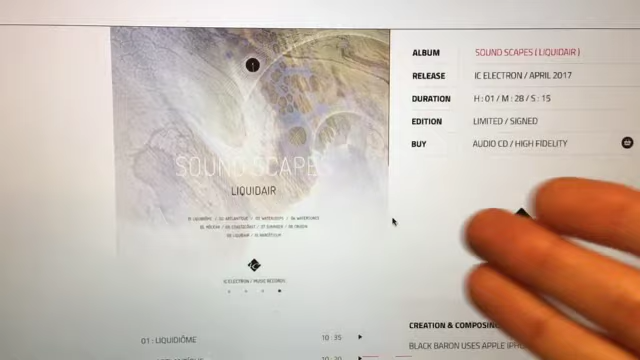 ALBUM SOUND SCAPES ( LIQUIDAIR )
RELEASE IC ELECTRON / APRIL 2017
DURATION H : 01 / M : 28 / S : 15
EDITION LIMITED / SIGNED
BUY AUDIO CD / HIGH FIDELITY
SOUND SCAPES
LIQUIDAIR
IC ELECTRON / MUSIC RECORDS
01 : LIQUIDIÔME 10 : 35
10 : 20
CREATION & COMPOSING
BLACK BARON USES APPLE